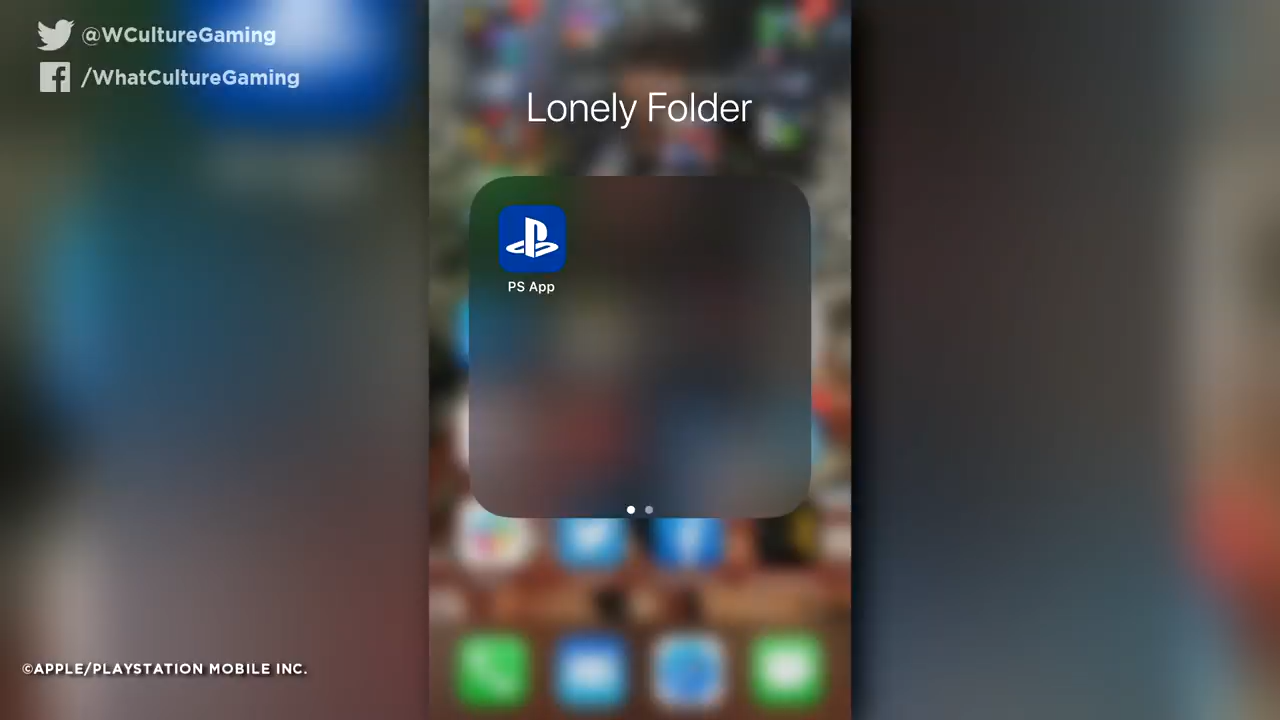 @WCultureGaming
/WhatCultureGaming
Lonely Folder
PS App
©APPLE/PLAYSTATION MOBILE INC.